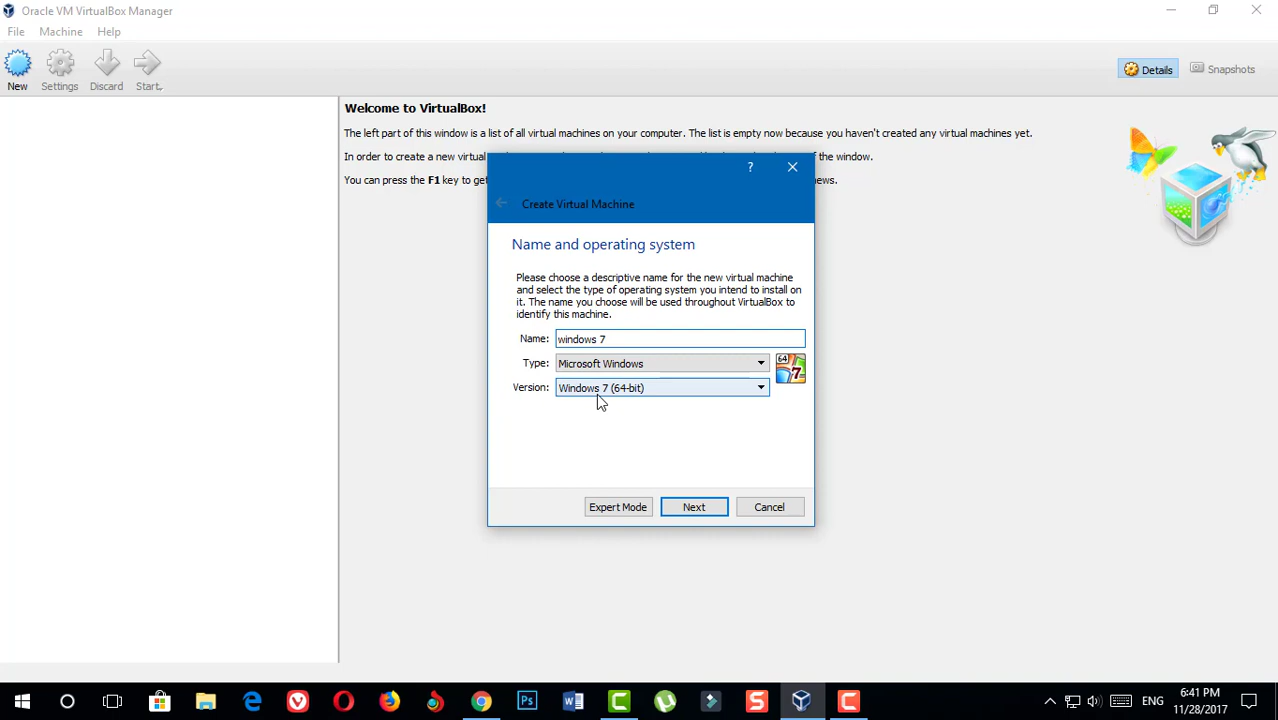 Oracle VM VirtualBox Manager
File Machine Help
New Settings Discard Start
Details Snapshots
Welcome to VirtualBox!
The left part of this window is a list of all virtual machines on your computer. The list is empty now because you haven't created any virtual machines yet.
In order to create a new virtual of the window.
You can press the F1 key to get news.
?
Create Virtual Machine
Name and operating system
Please choose a descriptive name for the new virtual machine
and select the type of operating system you intend to install on
it. The name you choose will be used throughout VirtualBox to
identify this machine.
Name: windows 7
Type: Microsoft Windows
64
7
Version: Windows 7 (64-bit)
Expert Mode Next Cancel
ENG
6:41 PM
11/28/2017